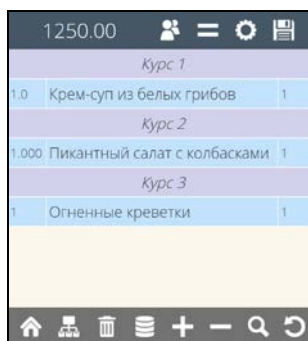 1250.00
Курс 1
1.0 Крем-суп из белых грибов 1
Курс 2
1.000 Пикантный салат с колбасками 1
Курс 3
1 Огненные креветки 1